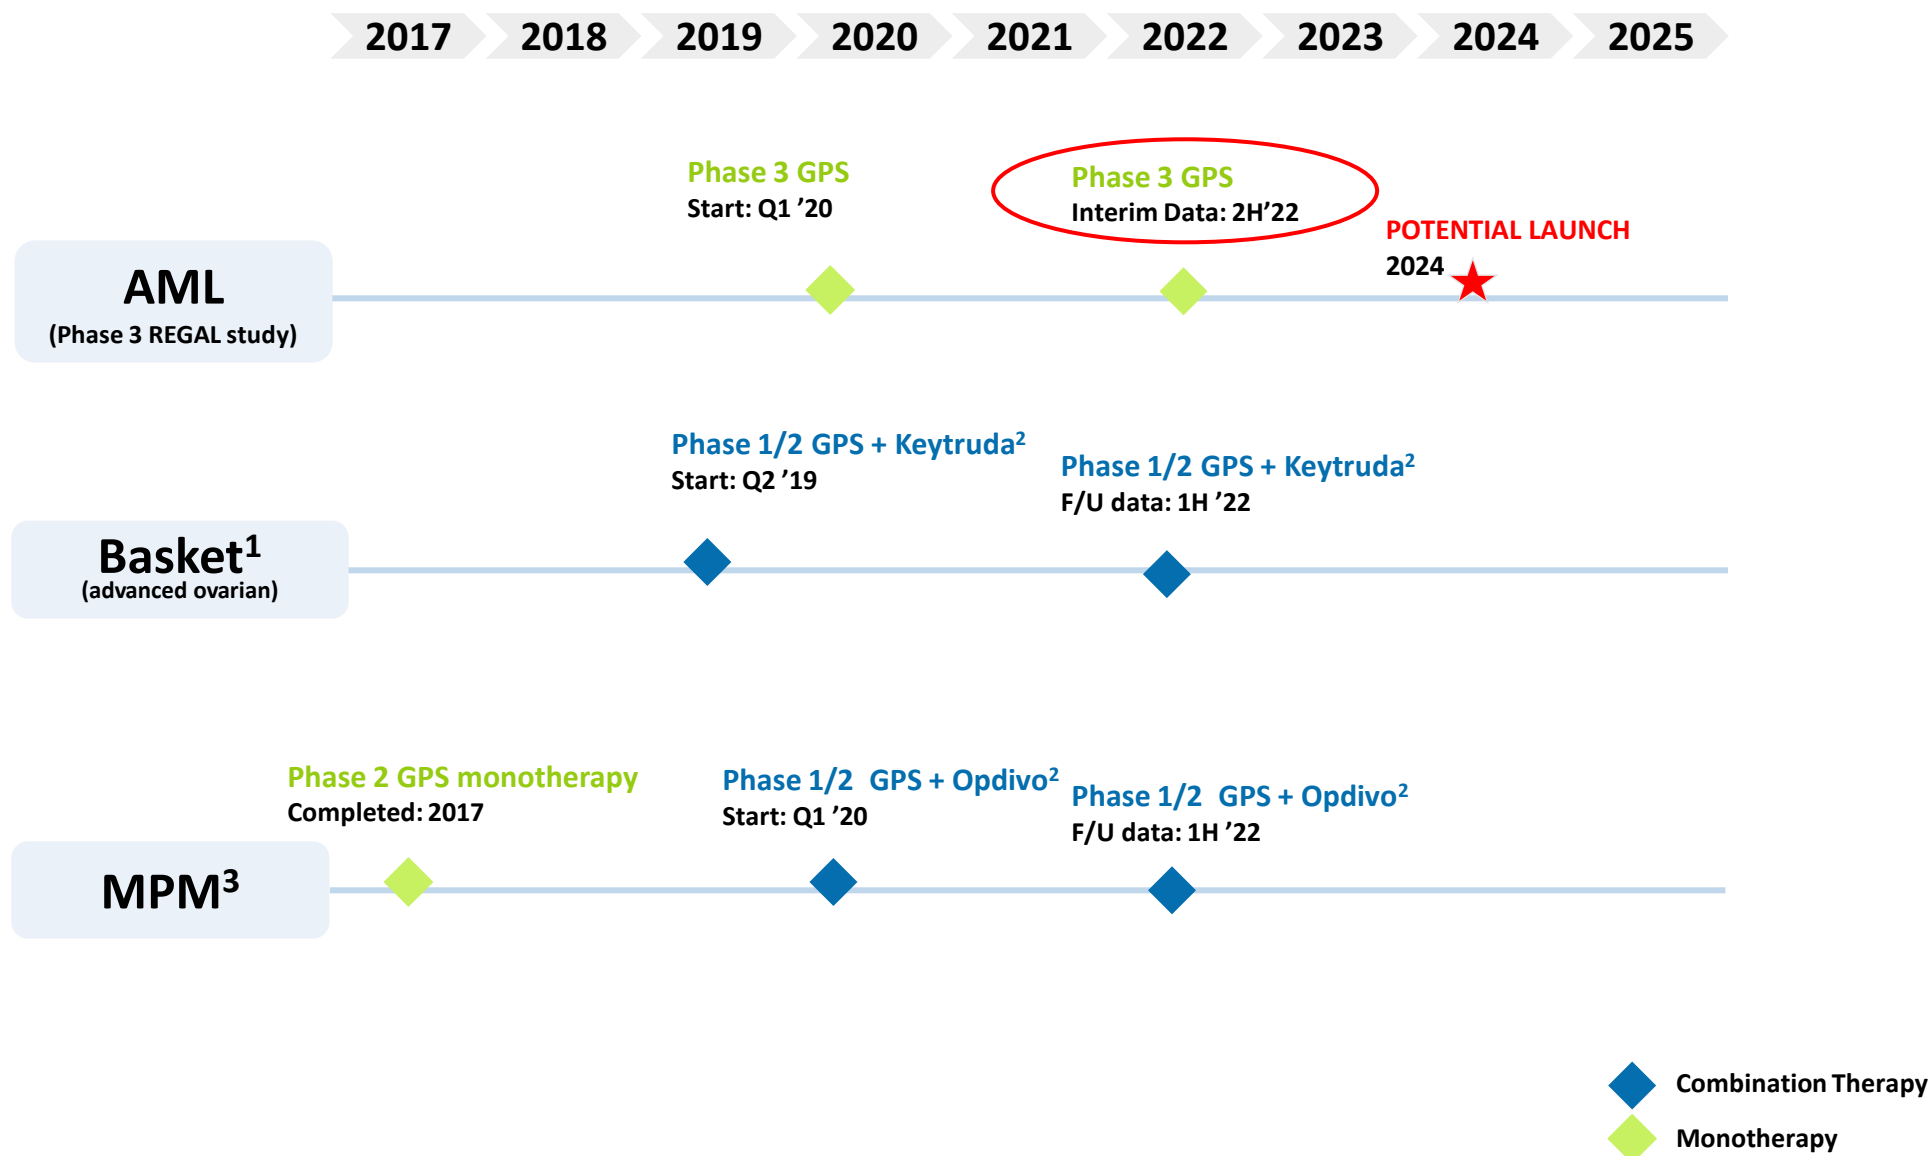 2017 2018 2019 2020 2021 2022 2023 2024 2025
Phase 3 GPS
Start: Q1 ’20
Phase 3 GPS
Interim Data: 2H’22
POTENTIAL LAUNCH
2024
AML
(Phase 3 REGAL study)
Phase 1/2 GPS + Keytruda²
Start: Q2 ’19
Phase 1/2 GPS + Keytruda²
F/U data: 1H ’22
Basket¹
(advanced ovarian)
Phase 2 GPS monotherapy
Completed: 2017
Phase 1/2 GPS + Opdivo²
Start: Q1 ’20
Phase 1/2 GPS + Opdivo²
F/U data: 1H ’22
MPM³
Combination Therapy
Monotherapy